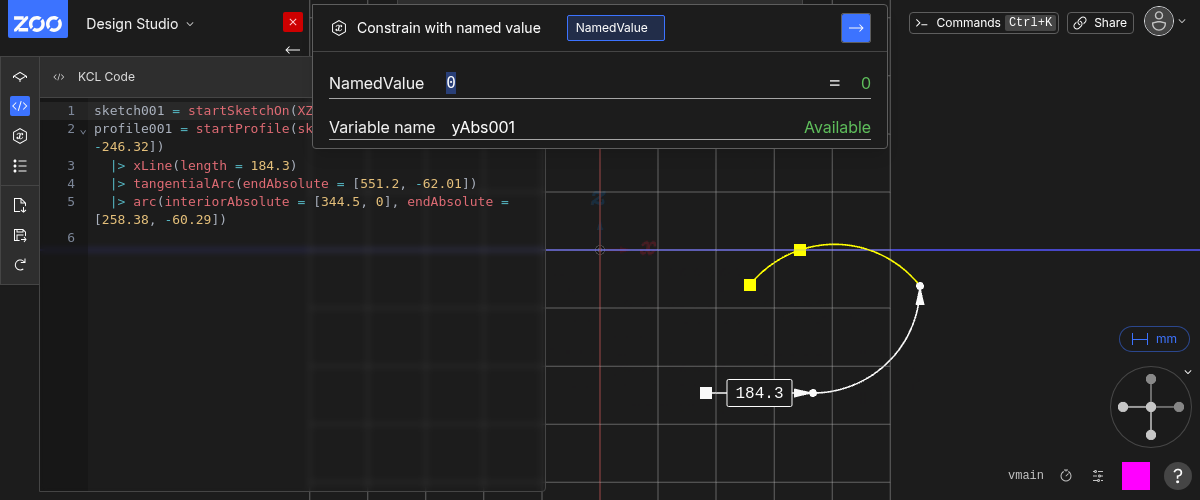 ZOO
Design Studio
Constrain with named value
NamedValue
Commands Ctrl+K
Share
NamedValue 0 = 0
Variable name yAbs001 Available
KCL Code
1 sketch001 = startSketchOn(XZ
2 profile001 = startProfile(sk
-246.32])
3 |> xLine(length = 184.3)
4 |> tangentialArc(endAbsolute = [551.2, -62.01])
5 |> arc(interiorAbsolute = [344.5, 0], endAbsolute =
[258.38, -60.29])
6
z
x
184.3
mm
vmain
?